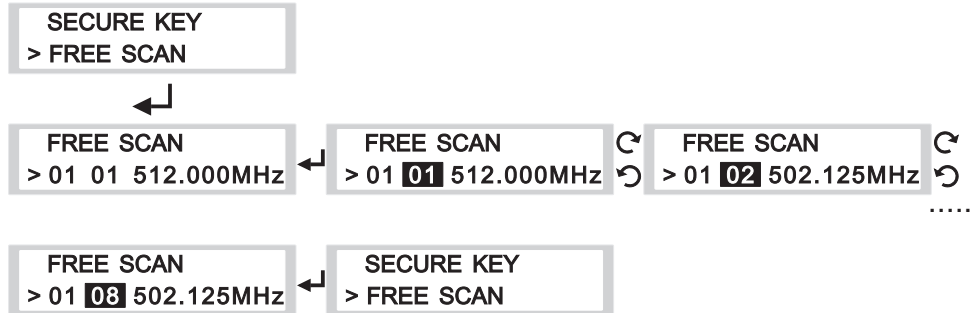 SECURE KEY
> FREE SCAN
FREE SCAN
> 01 01 512.000MHz
FREE SCAN
> 01 01 512.000MHz
FREE SCAN
> 01 02 502.125MHz
.....
FREE SCAN
> 01 08 502.125MHz
SECURE KEY
> FREE SCAN